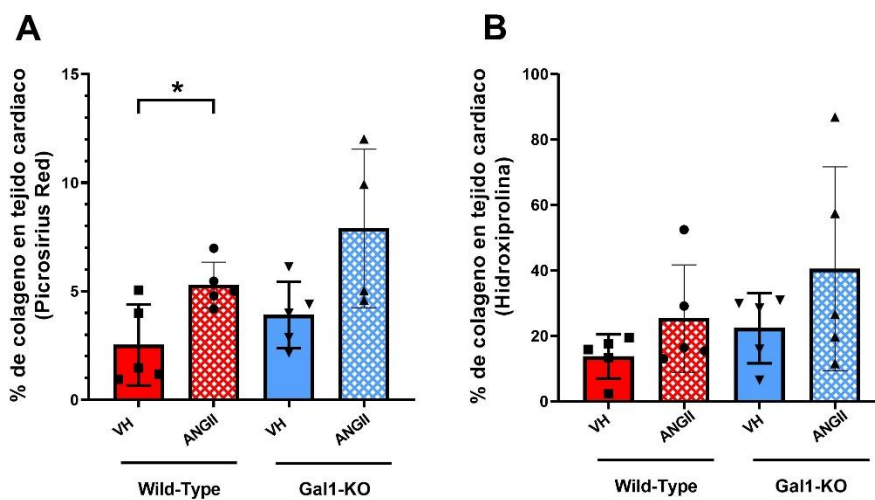 A
% de colageno en tejido cardiaco
(Picrosirius Red)
15
10
5
0
*
VH
ANGII
VH
ANGII
Wild-Type
Gal1-KO
B
% de colageno en tejido cardiaco
(Hidroxiprolina)
100
80
60
40
20
0
VH
ANGII
VH
ANGII
Wild-Type
Gal1-KO